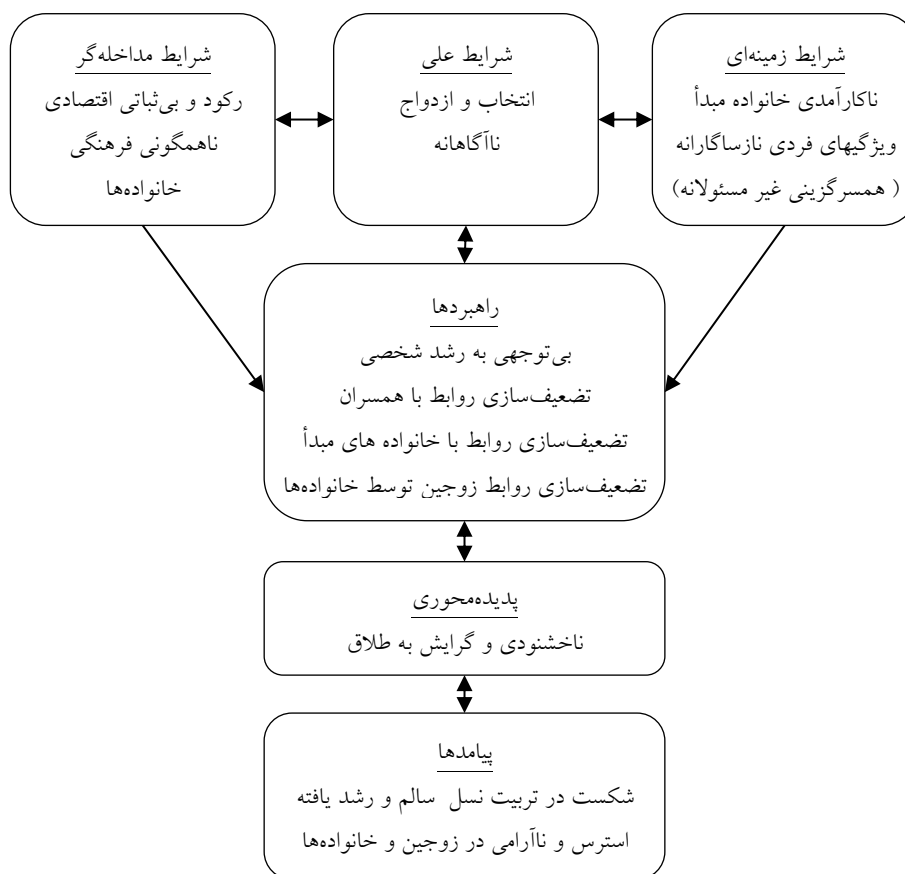 شرایط زمینه‌ای
ناکارآمدی خانواده مبدأ
ویژگیهای فردی نازساگارانه
( همسرگزینی غیر مسئولانه)
شرایط علی
انتخاب و ازدواج
ناآگاهانه
شرایط مداخله‌گر
رکود و بی‌ثباتی اقتصادی
ناهمگونی فرهنگی
خانواده‌ها
راهبردها
بی‌توجهی به رشد شخصی
تضعیف‌سازی روابط با همسران
تضعیف‌سازی روابط با خانواده های مبدأ
تضعیف‌سازی روابط زوجین توسط خانواده‌ها
پدیده‌محوری
ناخشنودی و گرایش به طلاق
پیامدها
شکست در تربیت نسل سالم و رشد یافته
استرس و ناآرامی در زوجین و خانواده‌ها